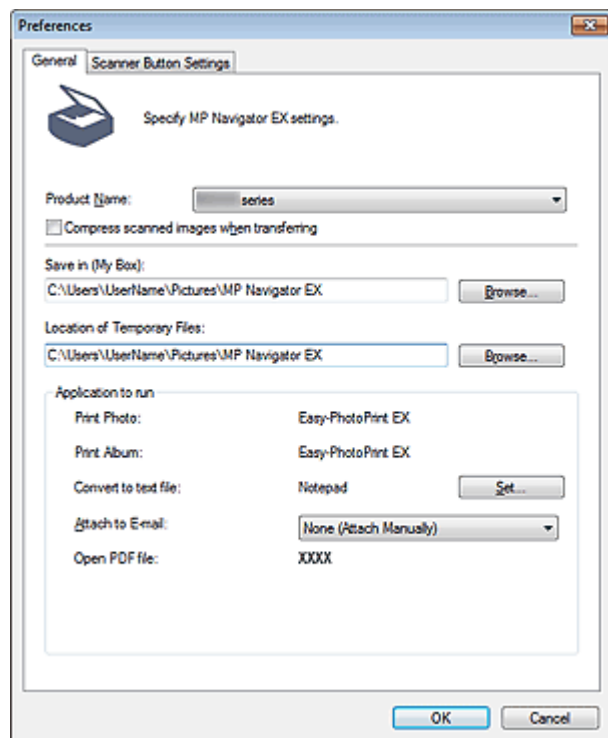 Preferences
General
Scanner Button Settings
Specify MP Navigator EX settings.
Product Name:
series
Compress scanned images when transferring
Save in (My Box):
C:\Users\UserName\Pictures\MP Navigator EX
Browse...
Location of Temporary Files:
C:\Users\UserName\Pictures\MP Navigator EX
Browse...
Application to run
Print Photo:
Easy-PhotoPrint EX
Print Album:
Easy-PhotoPrint EX
Convert to text file:
Notepad
Set...
Attach to E-mail:
None (Attach Manually)
Open PDF file:
XXXX
OK
Cancel